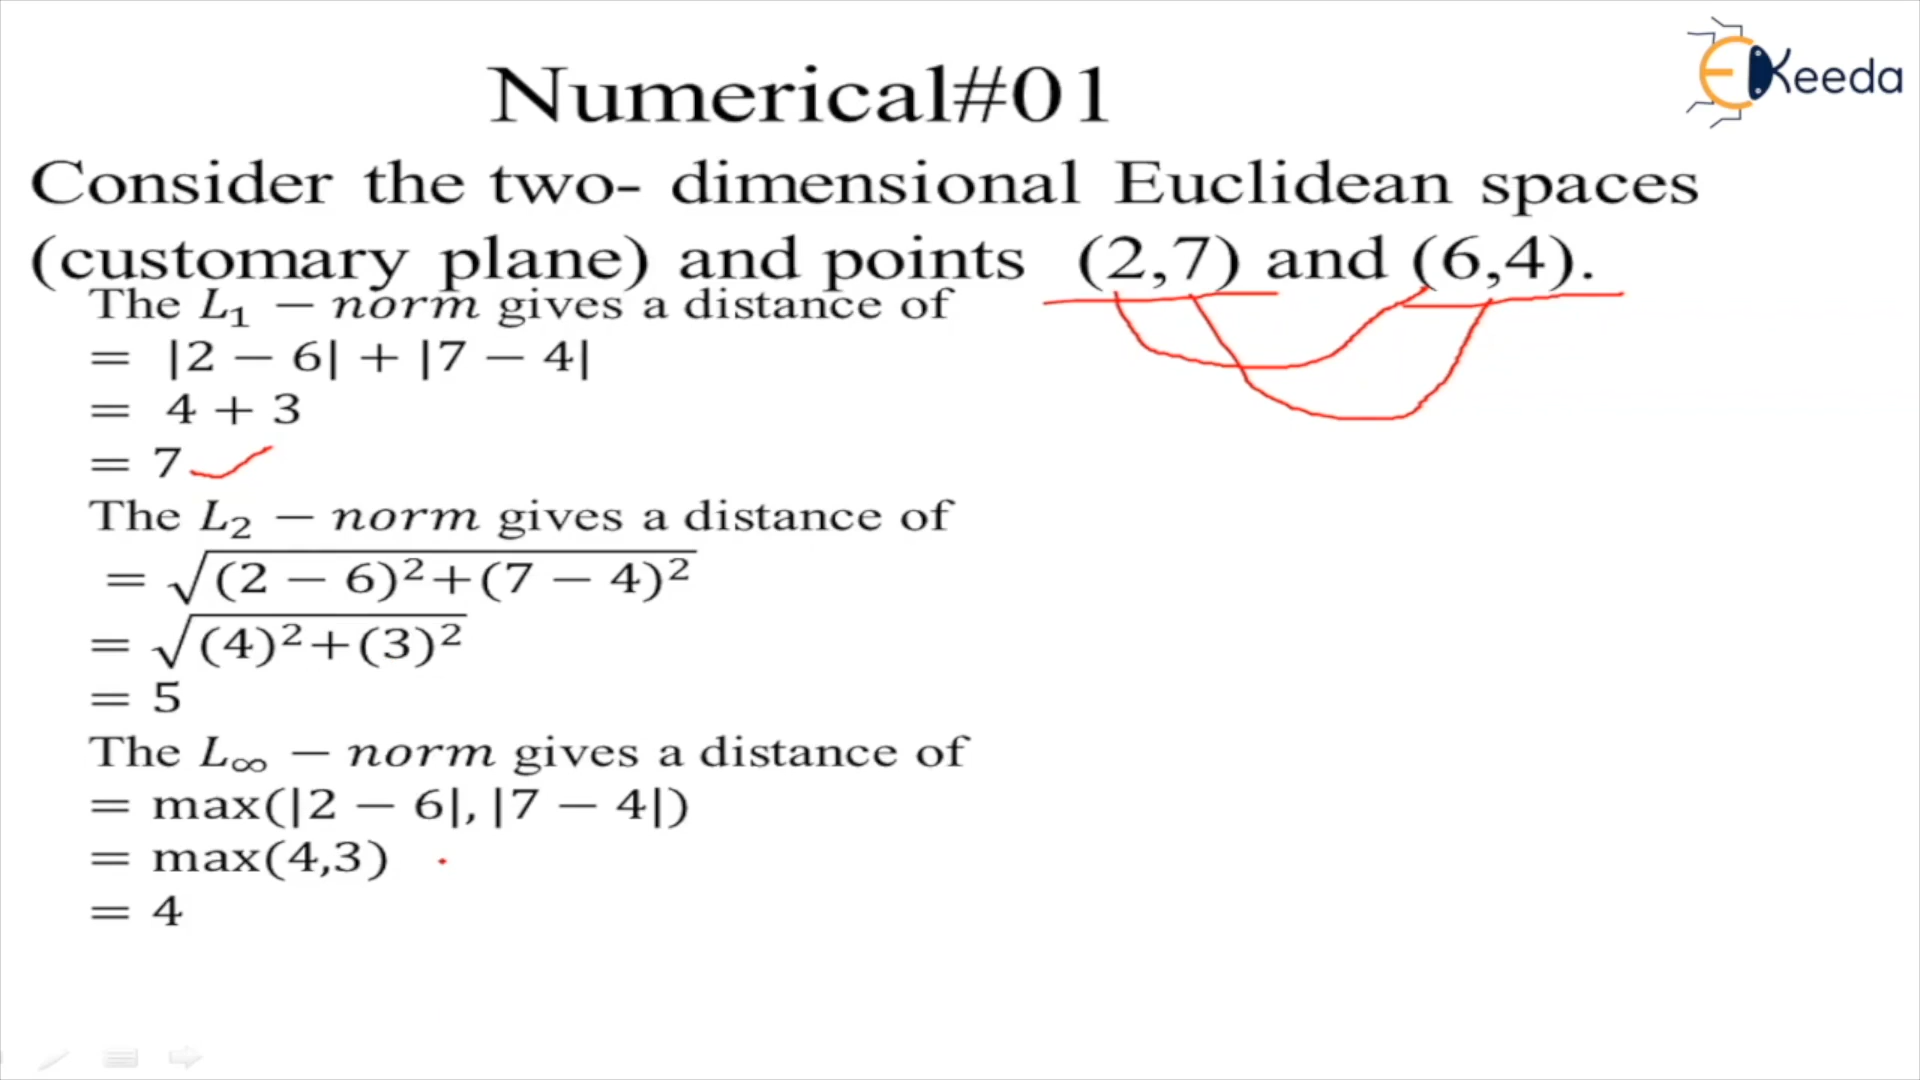 Numerical#01
EKeeda
Consider the two- dimensional Euclidean spaces
(customary plane) and points (2,7) and (6,4).
The L₁ − norm gives a distance of
= |2 − 6| + |7 − 4|
= 4 + 3
= 7
The L₂ − norm gives a distance of
= √(2 − 6)²+(7 − 4)²
= √(4)²+(3)²
= 5
The L∞ − norm gives a distance of
= max(|2 − 6|, |7 − 4|)
= max(4,3)
= 4